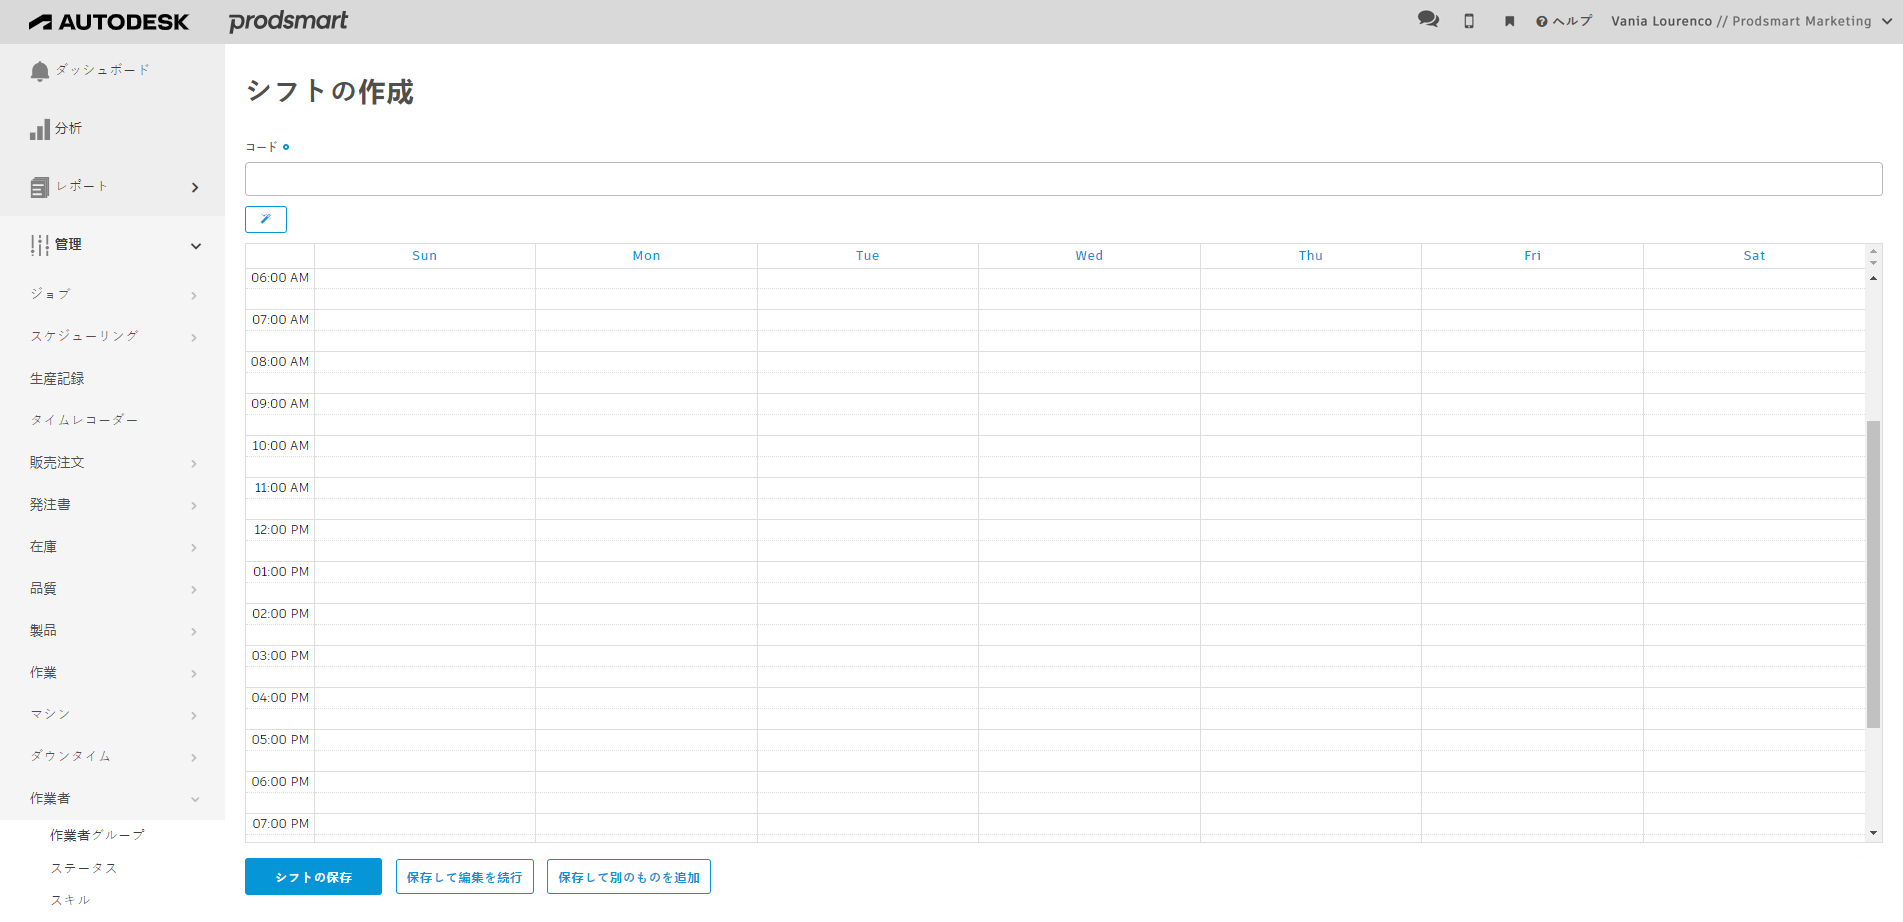 AUTODESK prodsmart ヘルプ Vania Lourenco // Prodsmart Marketing
ダッシュボード
分析
レポート
管理
ジョブ
スケジューリング
生産記録
タイムレコーダー
販売注文
発注書
在庫
品質
製品
作業
マシン
ダウンタイム
作業者
作業者グループ
ステータス
スキル
シフトの作成
コード
Sun Mon Tue Wed Thu Fri Sat
06:00 AM
07:00 AM
08:00 AM
09:00 AM
10:00 AM
11:00 AM
12:00 PM
01:00 PM
02:00 PM
03:00 PM
04:00 PM
05:00 PM
06:00 PM
07:00 PM
シフトの保存 保存して編集を続行 保存して別のものを追加